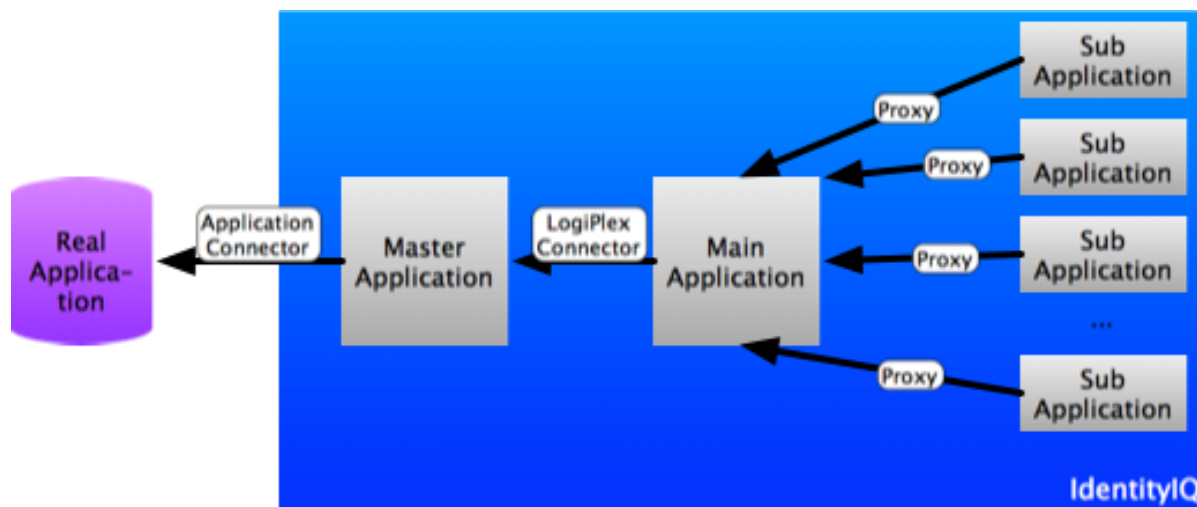 Real
Applica-
tion
Application
Connector
Master
Application
LogiPlex
Connector
Main
Application
Proxy
Proxy
Proxy
Proxy
Sub
Application
Sub
Application
Sub
Application
...
Sub
Application
IdentityIQ